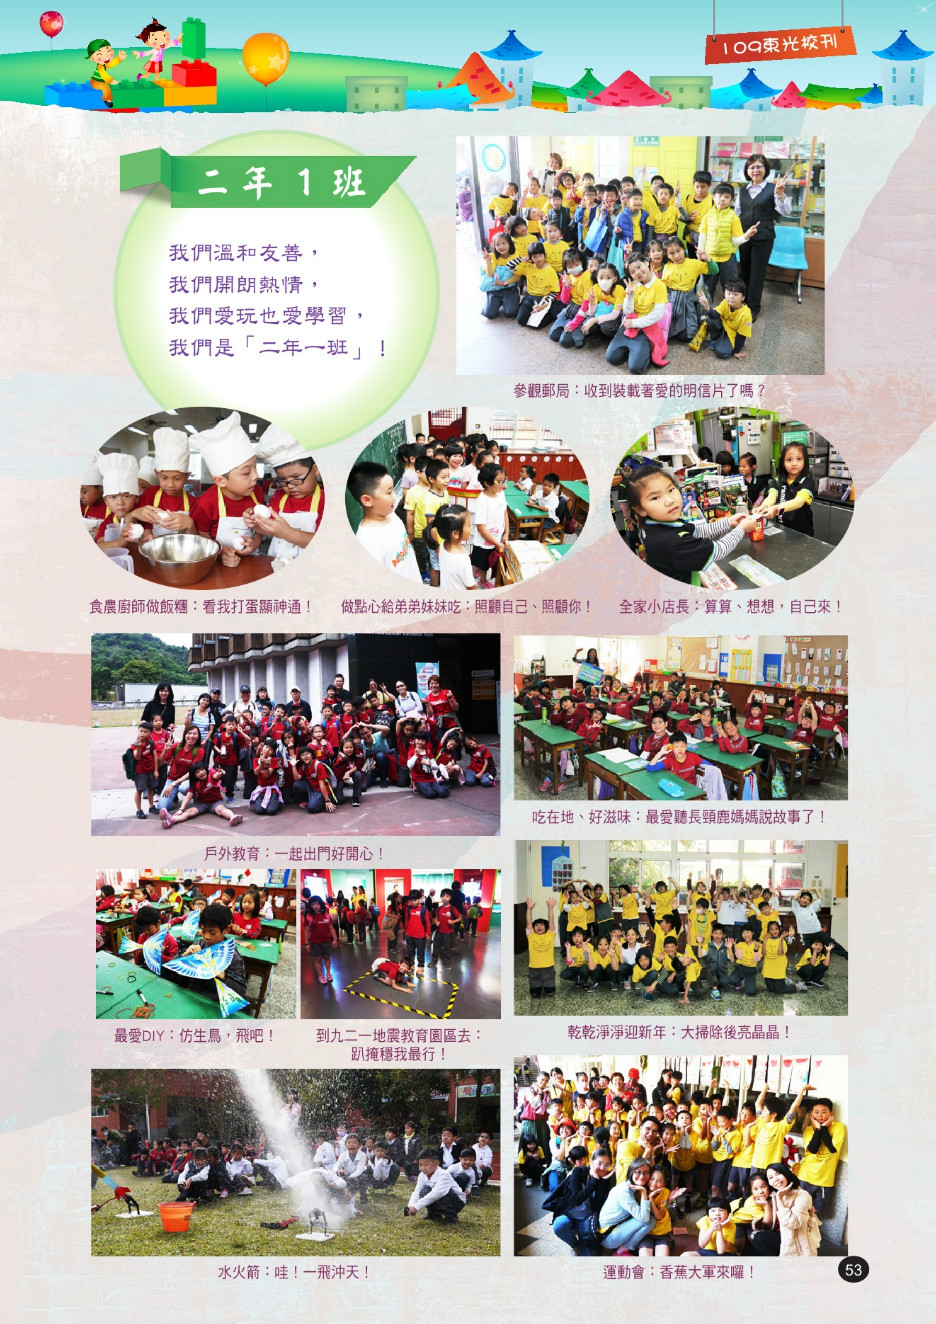 109東光校刊
二年1班
我們溫和友善，
我們開朗熱情，
我們愛玩也愛學習，
我們是「二年一班」！
參觀郵局：收到裝載著愛的明信片了嗎？
食農廚師做飯糰：看我打蛋顯神通！
做點心給弟弟妹妹吃：照顧自己、照顧你！
全家小店長：算算、想想，自己來！
戶外教育：一起出門好開心！
吃在地、好滋味：最愛聽長頸鹿媽媽說故事了！
最愛DIY：仿生鳥，飛吧！
到九二一地震教育園區去：
趴掩穩我最行！
乾乾淨淨迎新年：大掃除後亮晶晶！
水火箭：哇！一飛沖天！
運動會：香蕉大軍來囉！
53